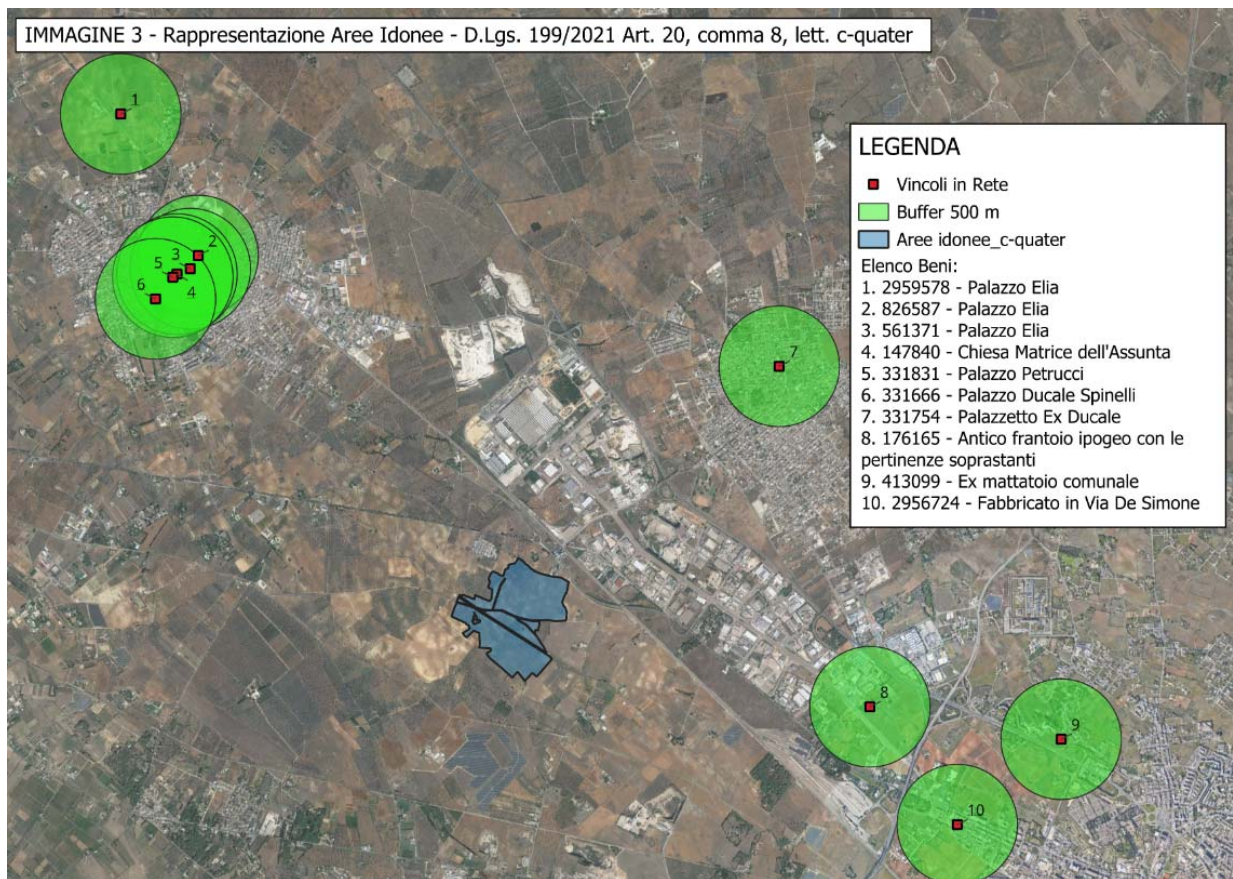 IMMAGINE 3 - Rappresentazione Aree Idonee - D.Lgs. 199/2021 Art. 20, comma 8, lett. c-quater
1
2
3
5
4
6
7
8
9
10
LEGENDA
Vincoli in Rete
Buffer 500 m
Aree idonee_c-quater
Elenco Beni:
1. 2959578 - Palazzo Elia
2. 826587 - Palazzo Elia
3. 561371 - Palazzo Elia
4. 147840 - Chiesa Matrice dell'Assunta
5. 331831 - Palazzo Petrucci
6. 331666 - Palazzo Ducale Spinelli
7. 331754 - Palazzetto Ex Ducale
8. 176165 - Antico frantoio ipogeo con le
pertinenze soprastanti
9. 413099 - Ex mattatoio comunale
10. 2956724 - Fabbricato in Via De Simone